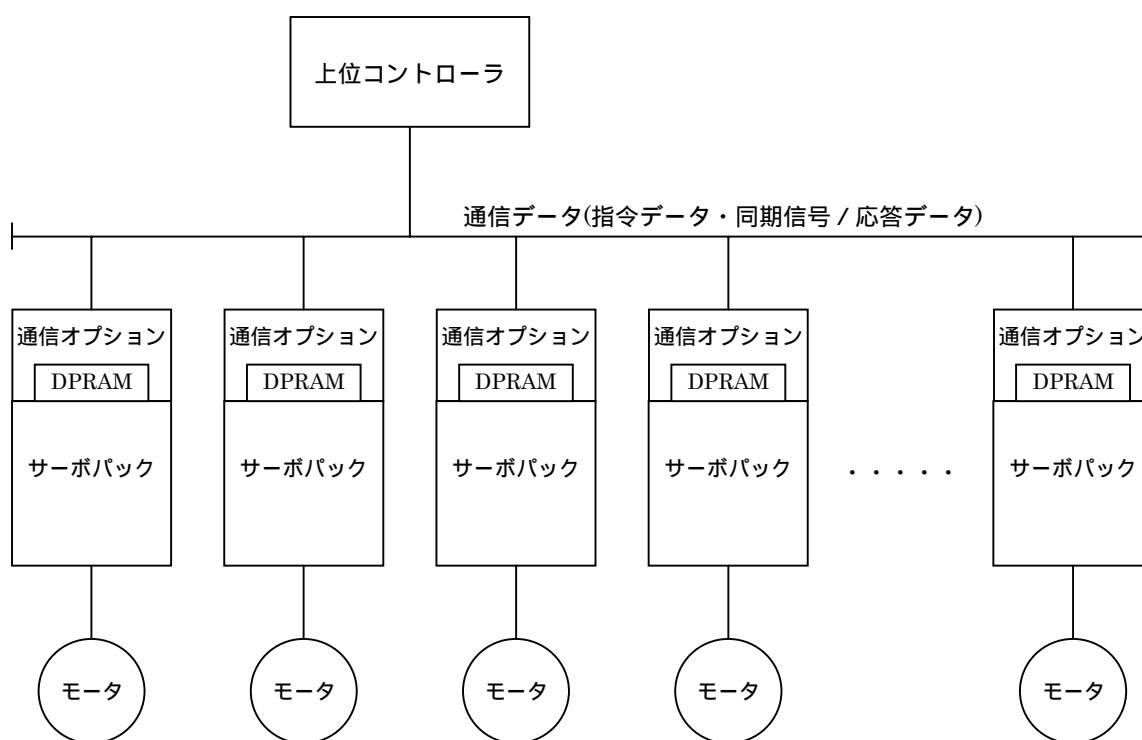 上位コントローラ
通信データ(指令データ・同期信号 / 応答データ)
通信オプション 通信オプション 通信オプション 通信オプション 通信オプション
DPRAM DPRAM DPRAM DPRAM DPRAM
サーボパック サーボパック サーボパック サーボパック ・・・・・ サーボパック
モータ モータ モータ モータ モータ